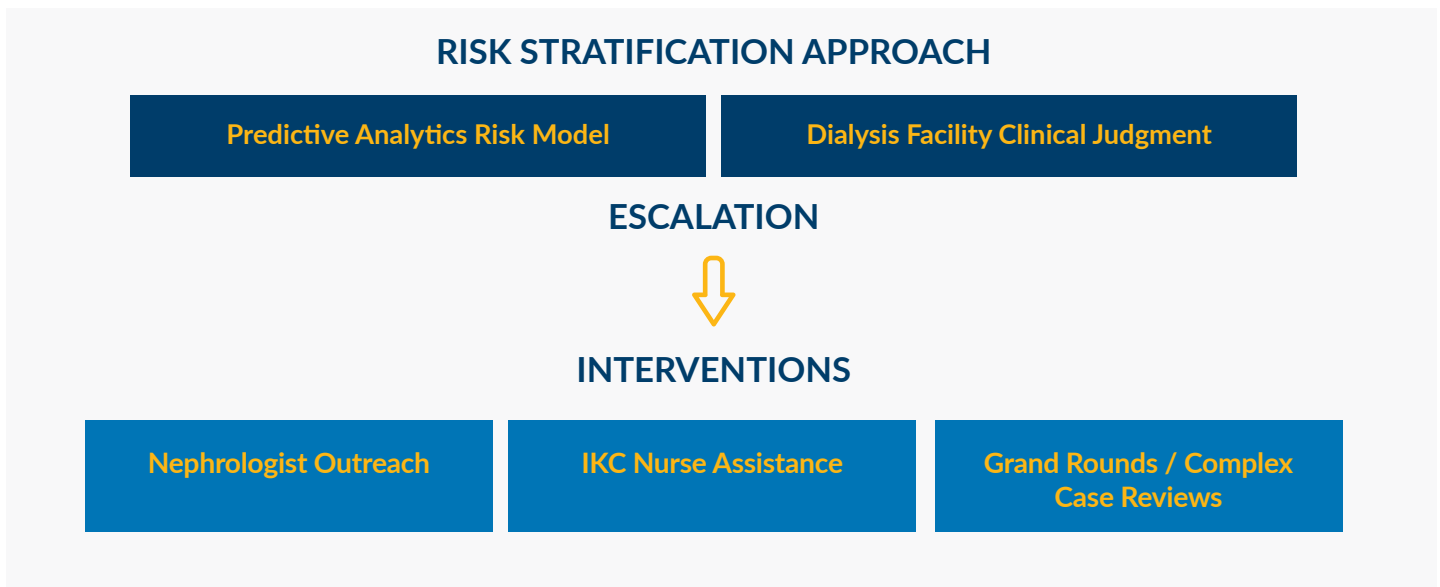 RISK STRATIFICATION APPROACH
Predictive Analytics Risk Model
Dialysis Facility Clinical Judgment
ESCALATION
INTERVENTIONS
Nephrologist Outreach
IKC Nurse Assistance
Grand Rounds / Complex
Case Reviews